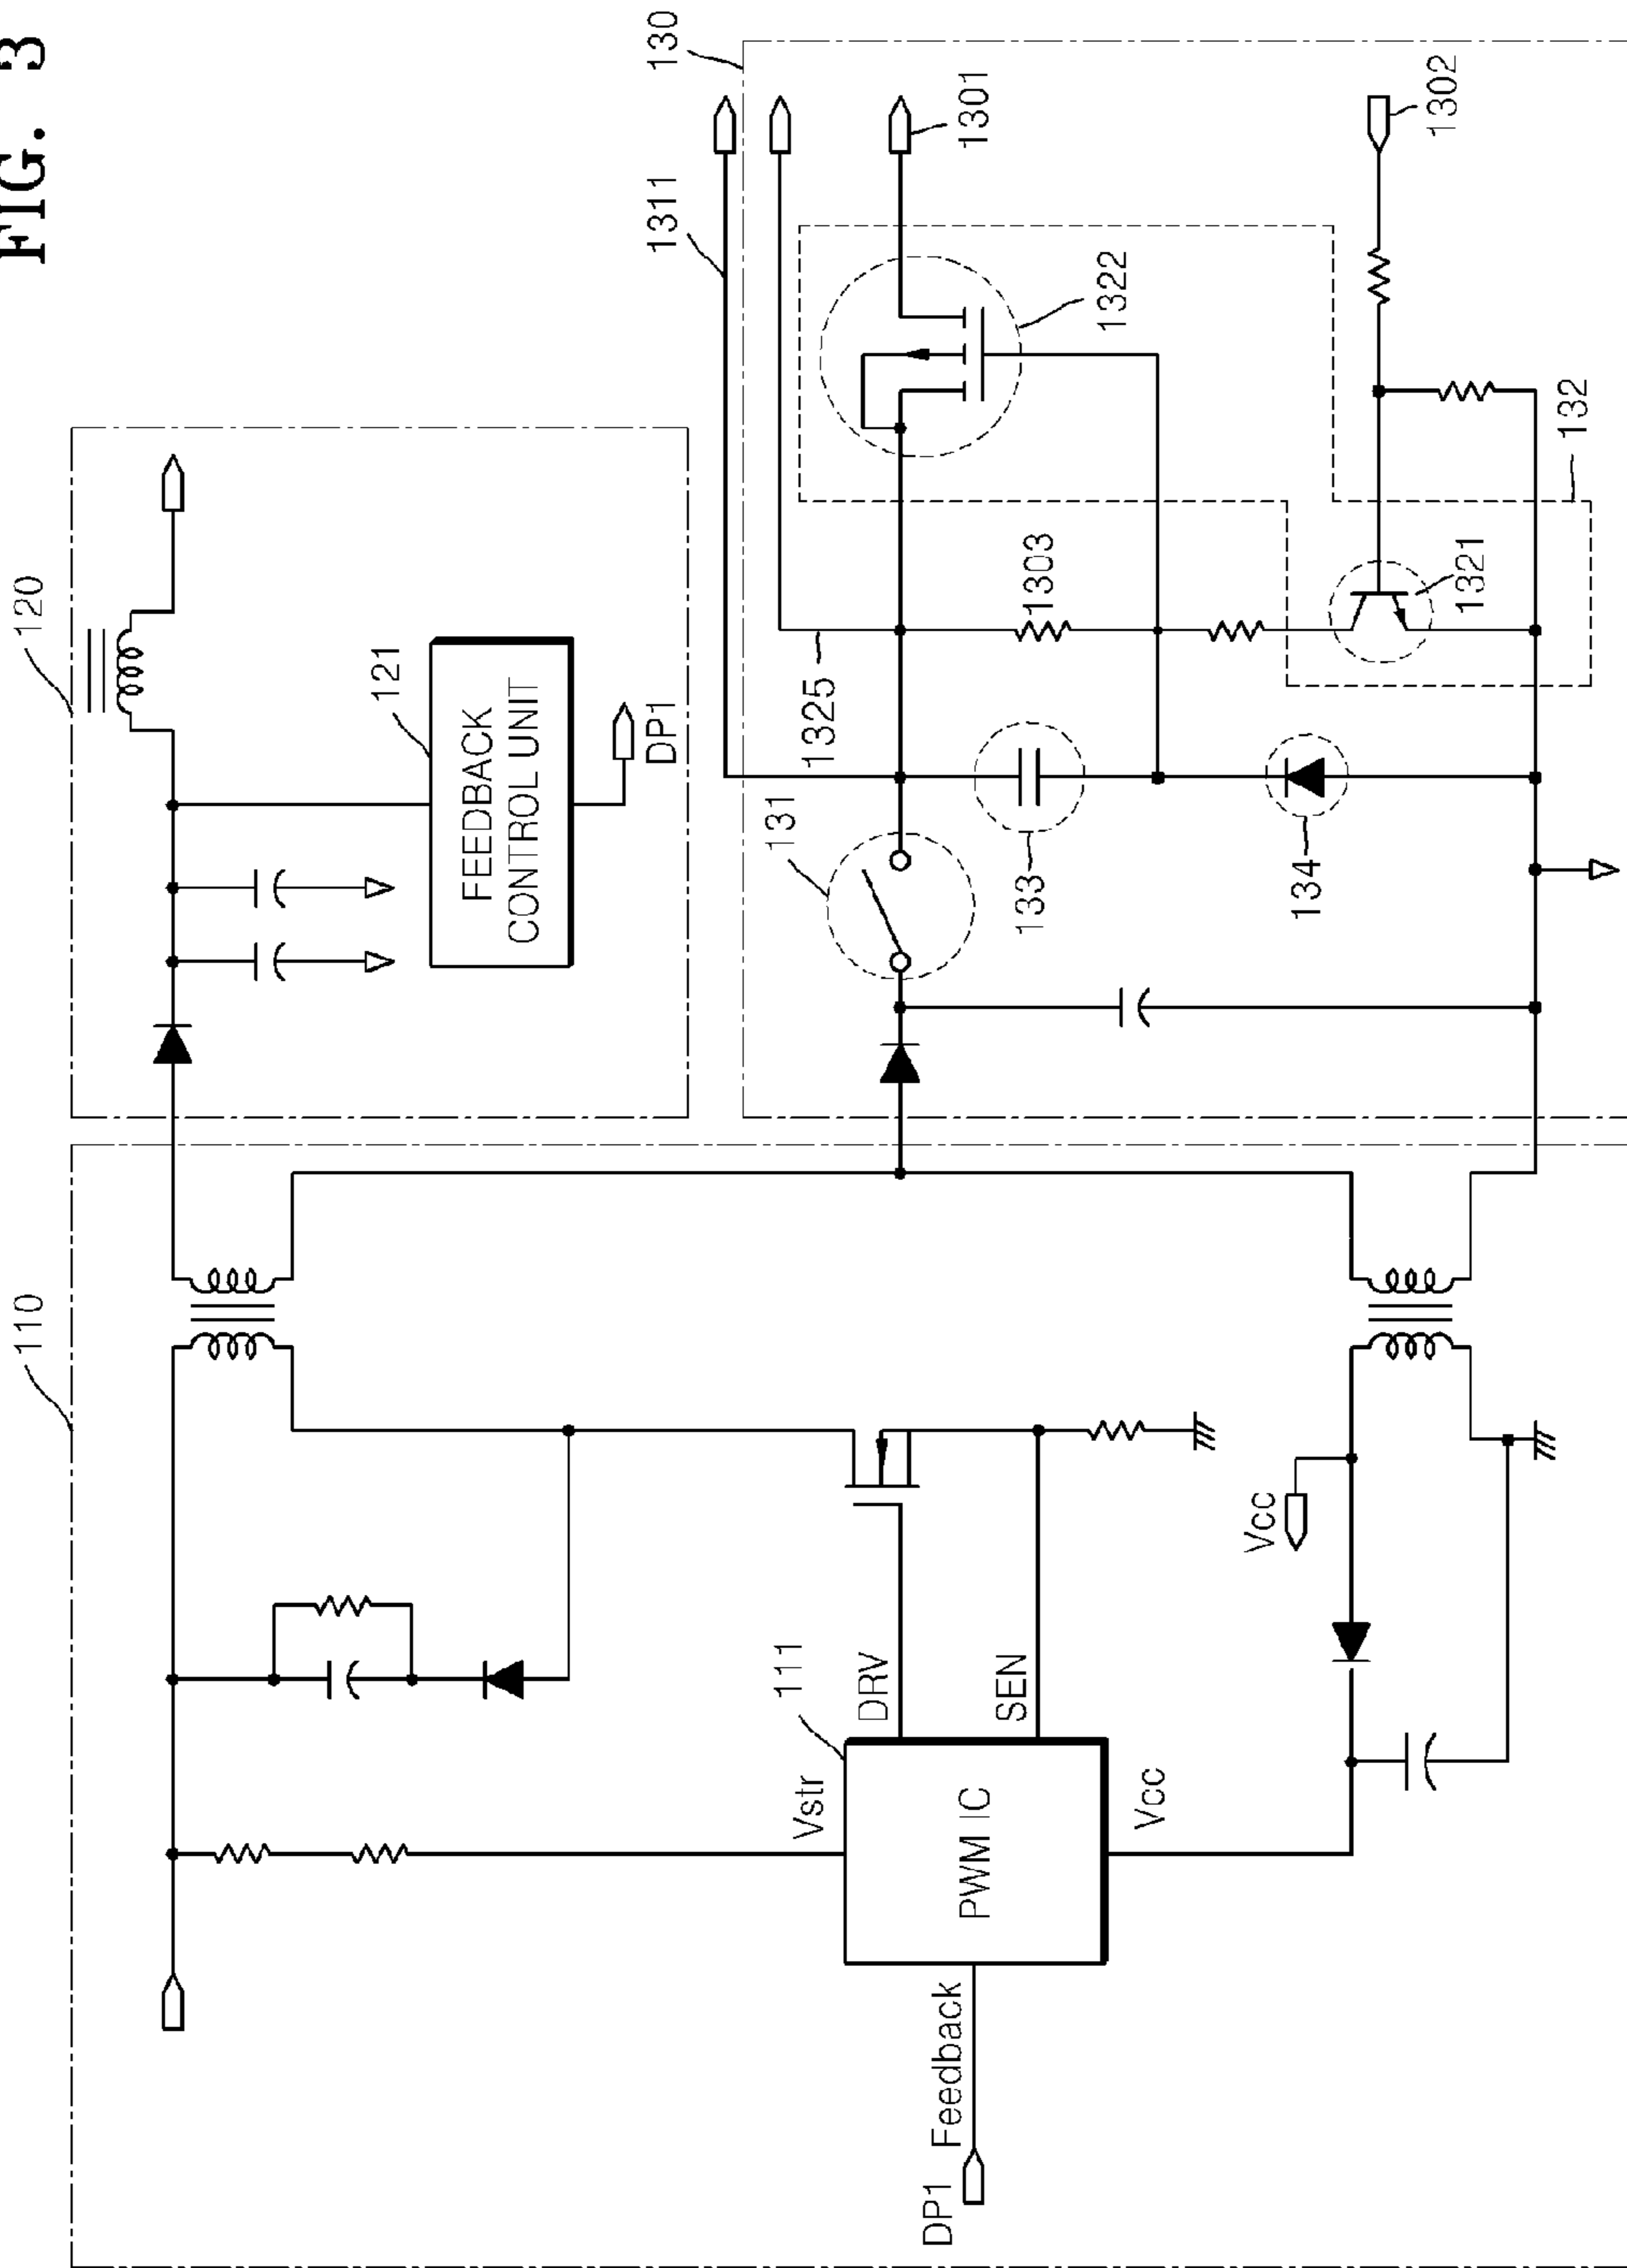 FIG. 3
110
120
130
121
FEEDBACK
CONTROL UNIT
DP1
1311
1325
131
1301
1322
1303
133
134
132
1321
1302
111
Vstr
DRV
SEN
PWM IC
Vcc
Vcc
DP1
Feedback